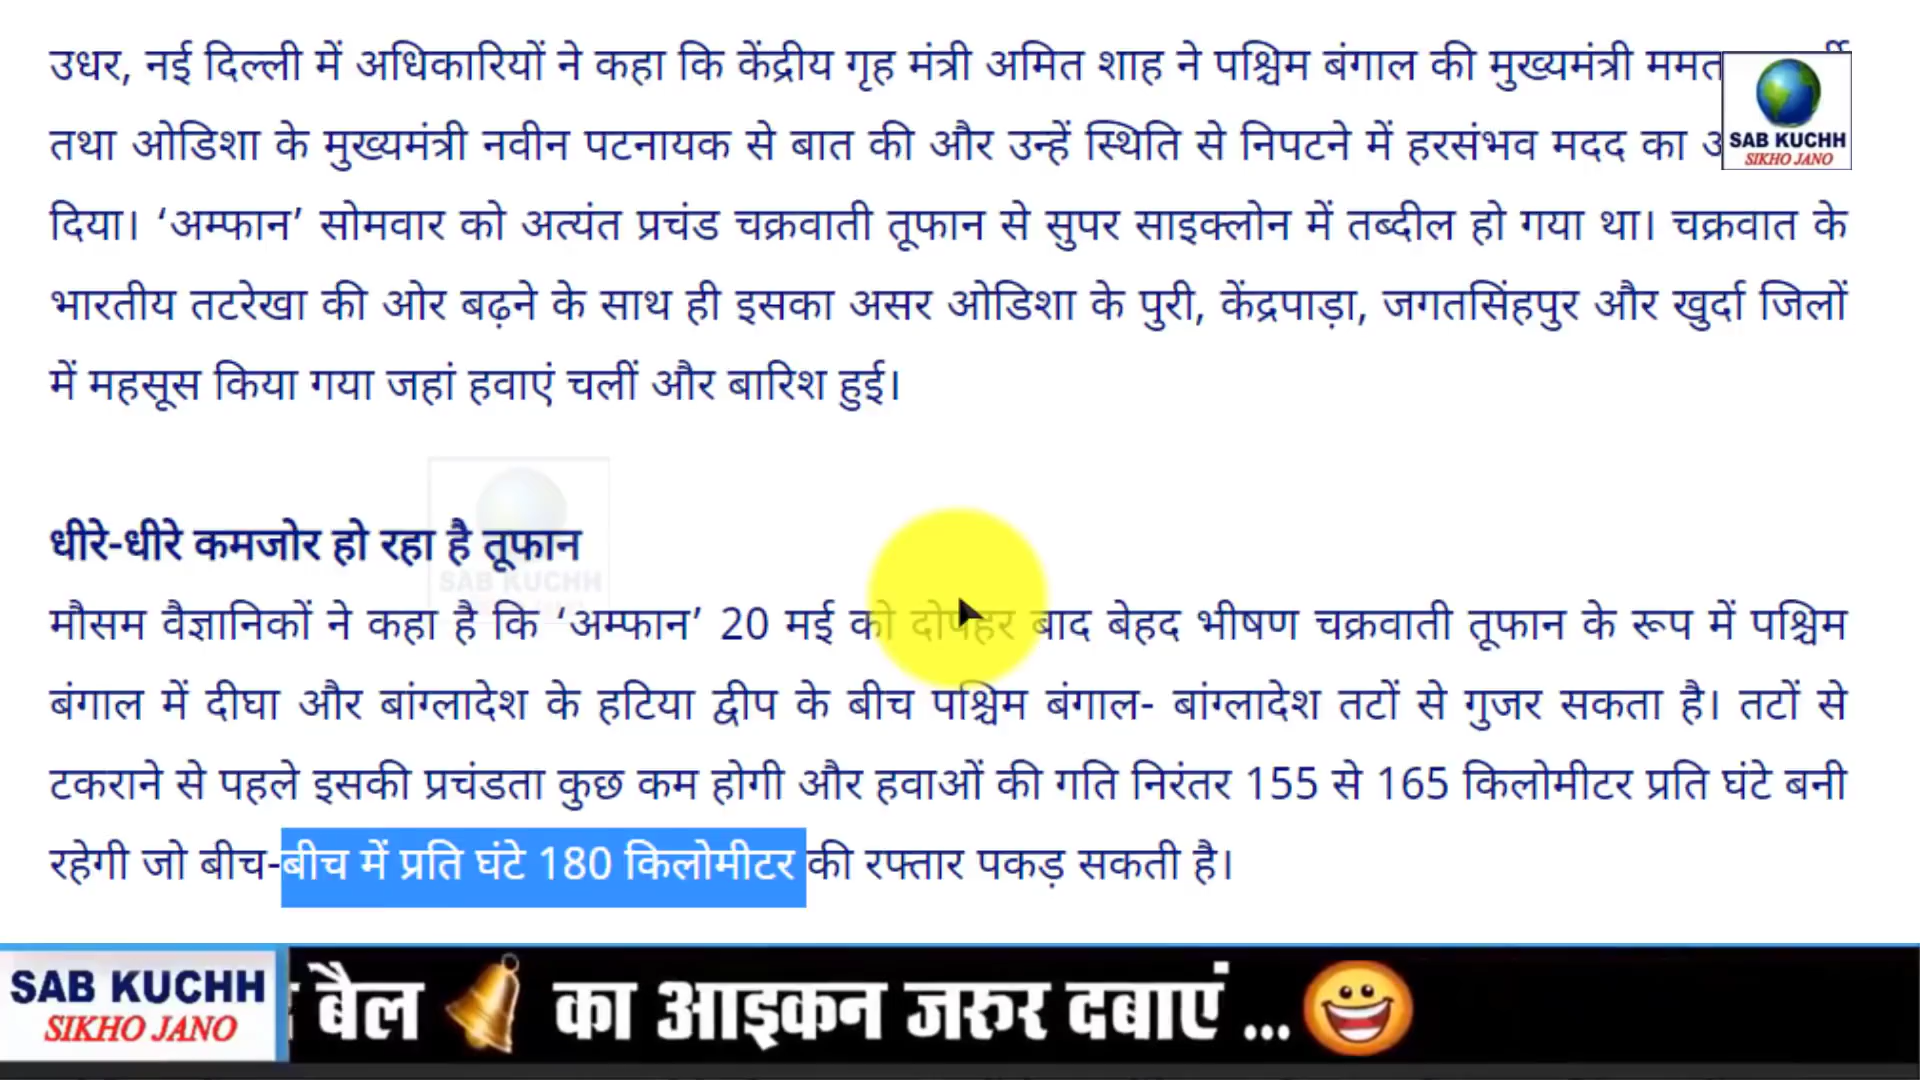 उधर, नई दिल्ली में अधिकारियों ने कहा कि केंद्रीय गृह मंत्री अमित शाह ने पश्चिम बंगाल की मुख्यमंत्री
तथा ओडिशा के मुख्यमंत्री नवीन पटनायक से बात की और उन्हें स्थिति से निपटने में हरसंभव मदद का
SAB KUCHH
SIKHO JANO
दिया। ‘अम्फान’ सोमवार को अत्यंत प्रचंड चक्रवाती तूफान से सुपर साइक्लोन में तब्दील हो गया था। चक्रवात के
भारतीय तटरेखा की ओर बढ़ने के साथ ही इसका असर ओडिशा के पुरी, केंद्रपाड़ा, जगतसिंहपुर और खुर्दा जिलों
में महसूस किया गया जहां हवाएं चलीं और बारिश हुई।
धीरे-धीरे कमजोर हो रहा है तूफान
SAB KUCHH
मौसम वैज्ञानिकों ने कहा है कि ‘अम्फान’ 20 मई को दोपहर बाद बेहद भीषण चक्रवाती तूफान के रूप में पश्चिम
बंगाल में दीघा और बांग्लादेश के हटिया द्वीप के बीच पश्चिम बंगाल- बांग्लादेश तटों से गुजर सकता है। तटों से
टकराने से पहले इसकी प्रचंडता कुछ कम होगी और हवाओं की गति निरंतर 155 से 165 किलोमीटर प्रति घंटे बनी
रहेगी जो बीच-बीच में प्रति घंटे 180 किलोमीटर की रफ्तार पकड़ सकती है।
SAB KUCHH
SIKHO JANO
बैल का आइकन जरुर दबाएं ...